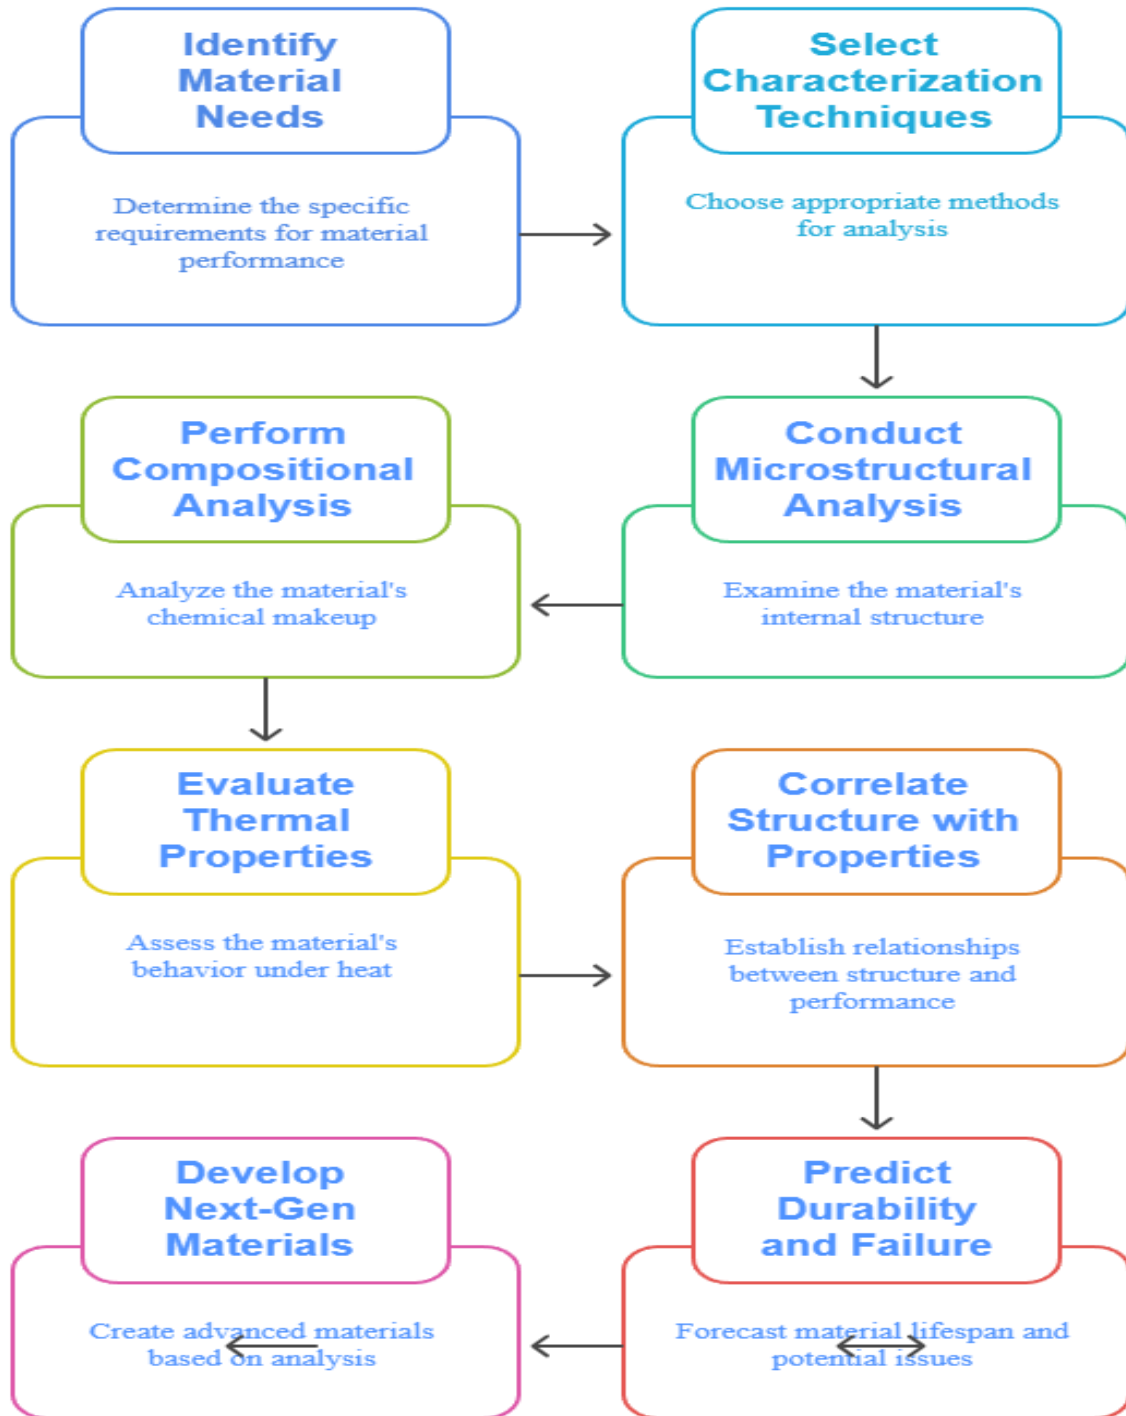 Identify
Material
Needs
Determine the specific
requirements for material
performance
Select
Characterization
Techniques
Choose appropriate methods
for analysis
Conduct
Microstructural
Analysis
Examine the material's
internal structure
Perform
Compositional
Analysis
Analyze the material's
chemical makeup
Evaluate
Thermal
Properties
Assess the material's
behavior under heat
Correlate
Structure with
Properties
Establish relationships
between structure and
performance
Predict
Durability
and Failure
Forecast material lifespan and
potential issues
Develop
Next-Gen
Materials
Create advanced materials
based on analysis